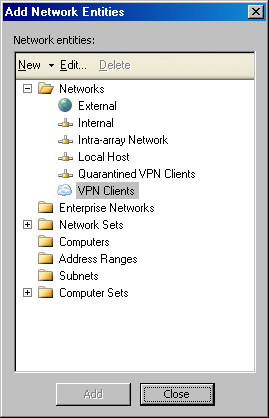 Add Network Entities
Network entities:
New Edit... Delete
Networks
External
Internal
Intra-array Network
Local Host
Quarantined VPN Clients
VPN Clients
Enterprise Networks
Network Sets
Computers
Address Ranges
Subnets
Computer Sets
Add Close